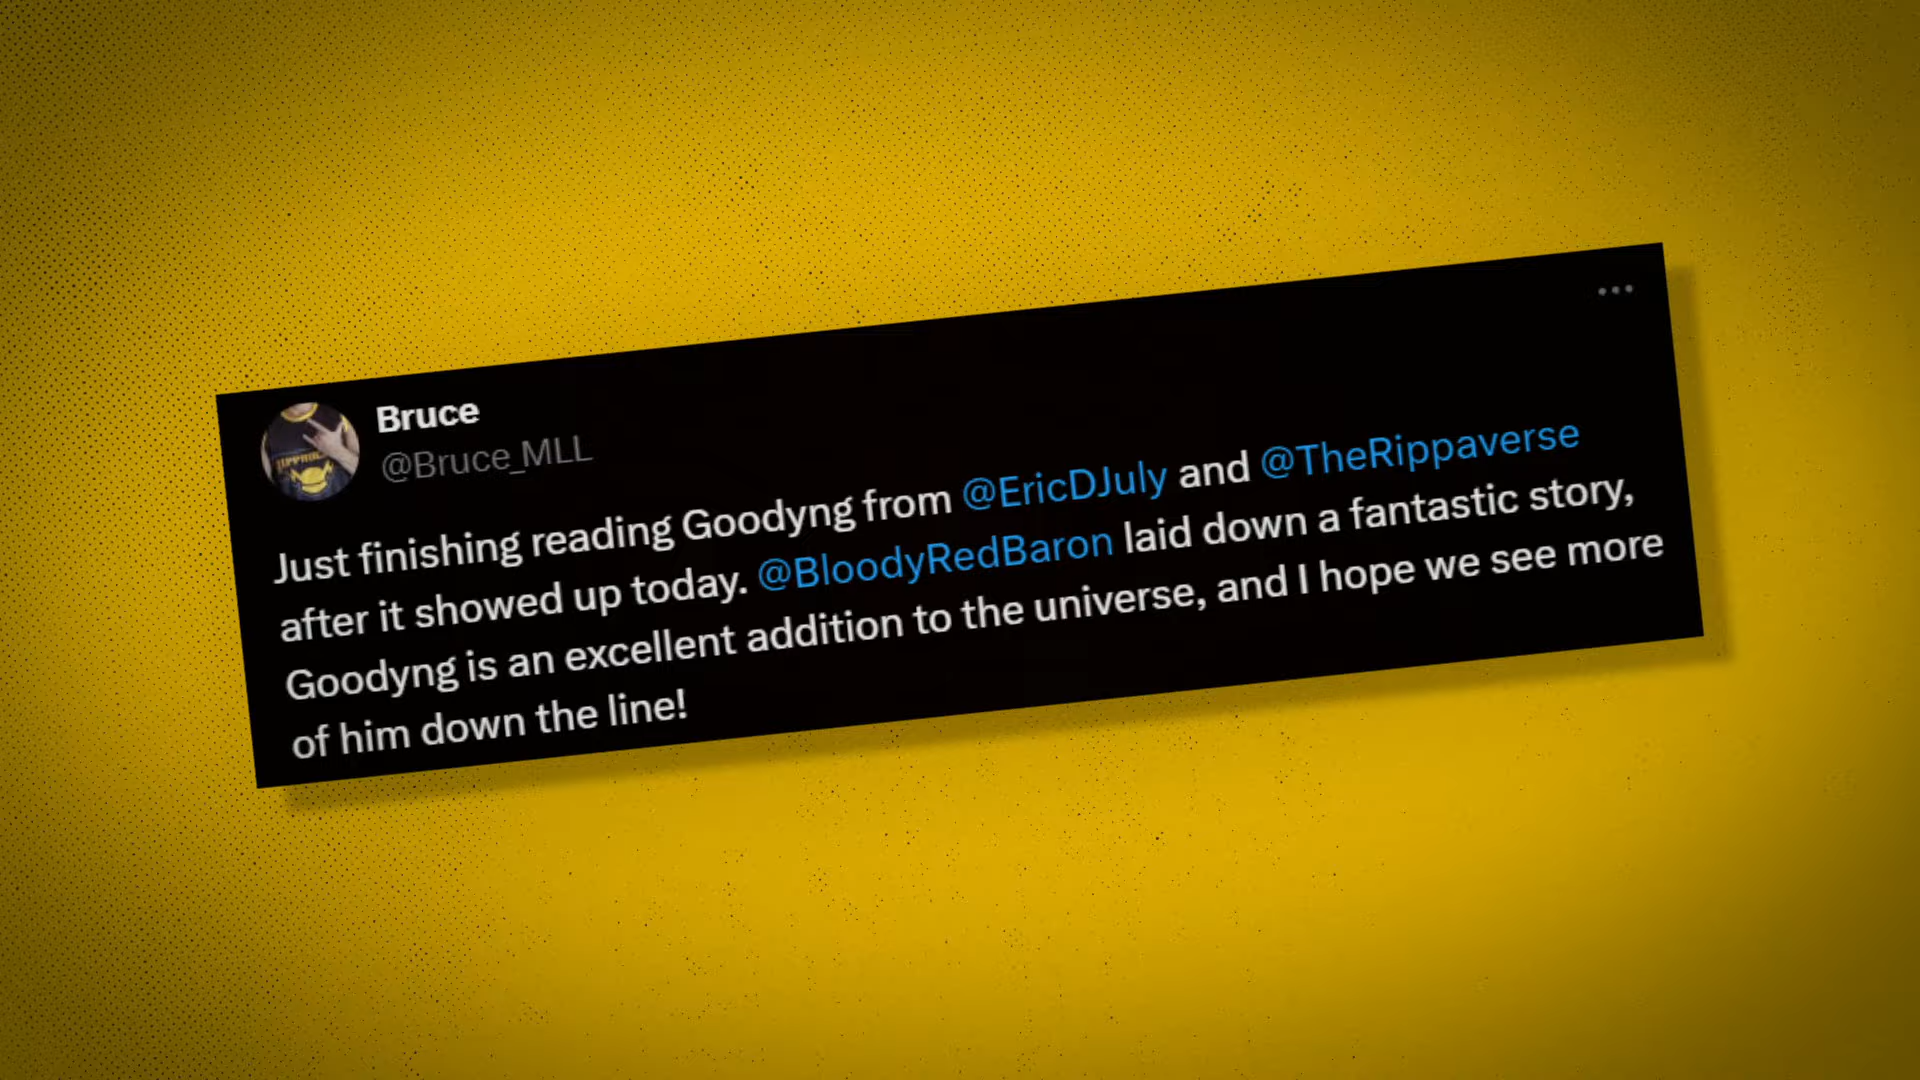 Bruce
@Bruce_MLL
Just finishing reading Goodyng from @EricDJuly and @TheRippaverse
after it showed up today. @BloodyRedBaron laid down a fantastic story,
Goodyng is an excellent addition to the universe, and I hope we see more
of him down the line!